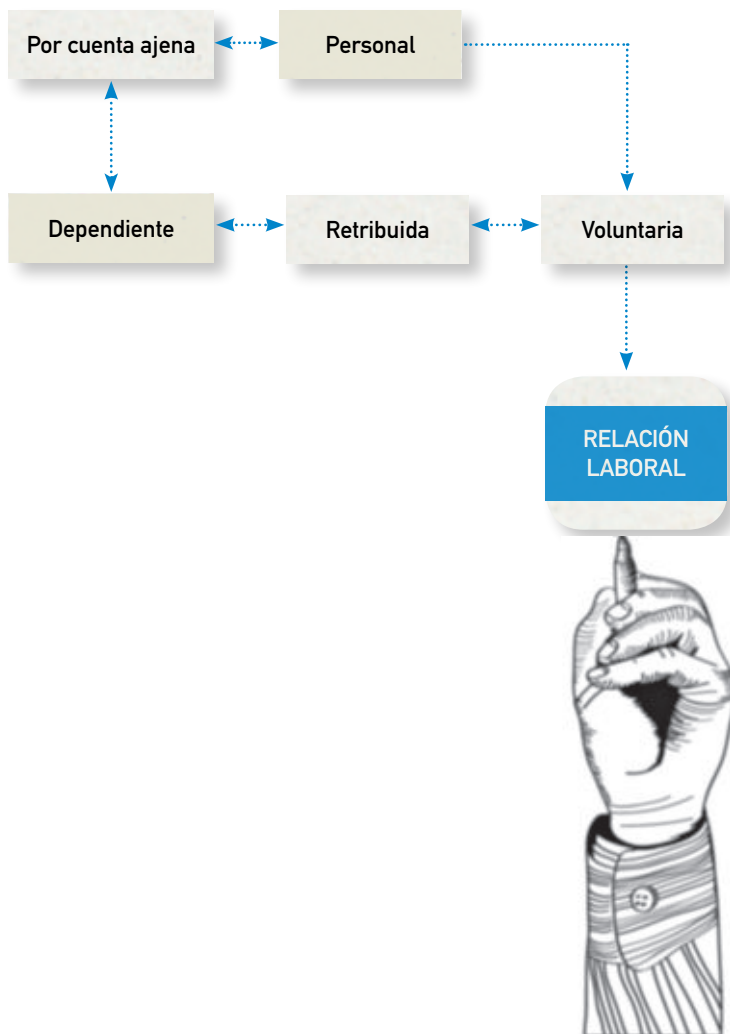 Por cuenta ajena
Personal
Dependiente
Retribuida
Voluntaria
RELACIÓN
LABORAL